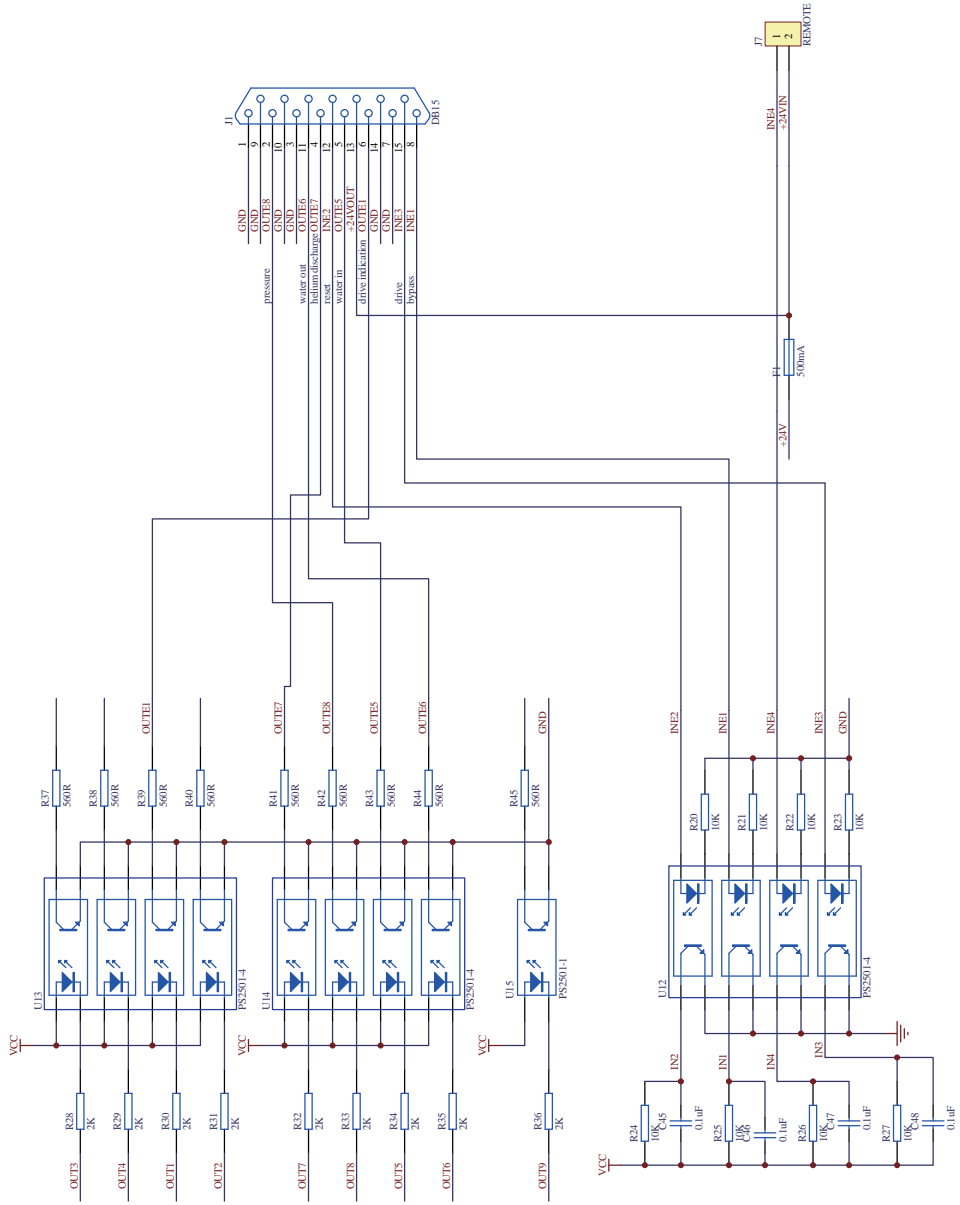 J7
1
2
REMOTE
INE4
+24VIN
J1
DB15
1
9
2
10
3
11
4
12
5
13
6
14
7
15
8
GND
GND
OUTE8
GND
GND
OUTE6
OUTE7
INE2
OUTE5
+24VOUT
OUTE1
GND
GND
INE3
INE1
pressure
water out
helium discharge
reset
water in
drive indication
drive
bypass
F1
500mA
+24V
OUTE1
OUTE7
OUTE8
OUTE5
OUTE6
GND
INE2
INE1
INE4
INE3
GND
R37
560R
R38
560R
R39
560R
R40
560R
R41
560R
R42
560R
R43
560R
R44
560R
R45
560R
R20
10K
R21
10K
R22
10K
R23
10K
U13
PS2501-4
U14
PS2501-4
U15
PS2501-1
U12
PS2501-4
VCC
VCC
VCC
IN2
IN1
IN4
IN3
R28
2K
R29
2K
R30
2K
R31
2K
R32
2K
R33
2K
R34
2K
R35
2K
R36
2K
R24
10K
C45
0.1uF
R25
10K
C46
0.1uF
R26
10K
C47
0.1uF
R27
10K
C48
0.1uF
VCC
OUT3
OUT4
OUT1
OUT2
OUT7
OUT8
OUT5
OUT6
OUT9